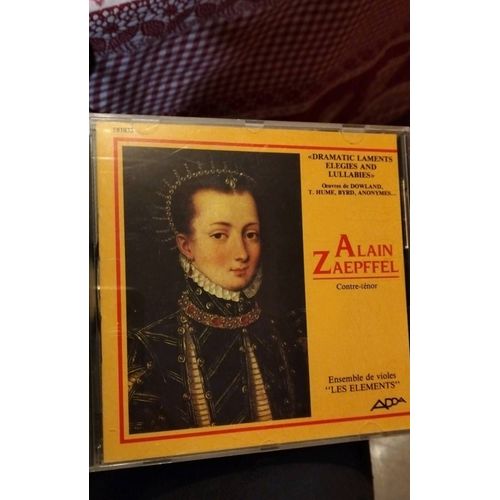 «DRAMATIC LAMENTS
ELEGIES AND
LULLABIES»
Œuvres de DOWLAND,
T. HUME, BYRD, ANONYMES...
ALAIN
ZAEPFFEL
Contre-ténor
Ensemble de violes
"LES ELEMENTS"
ADDA